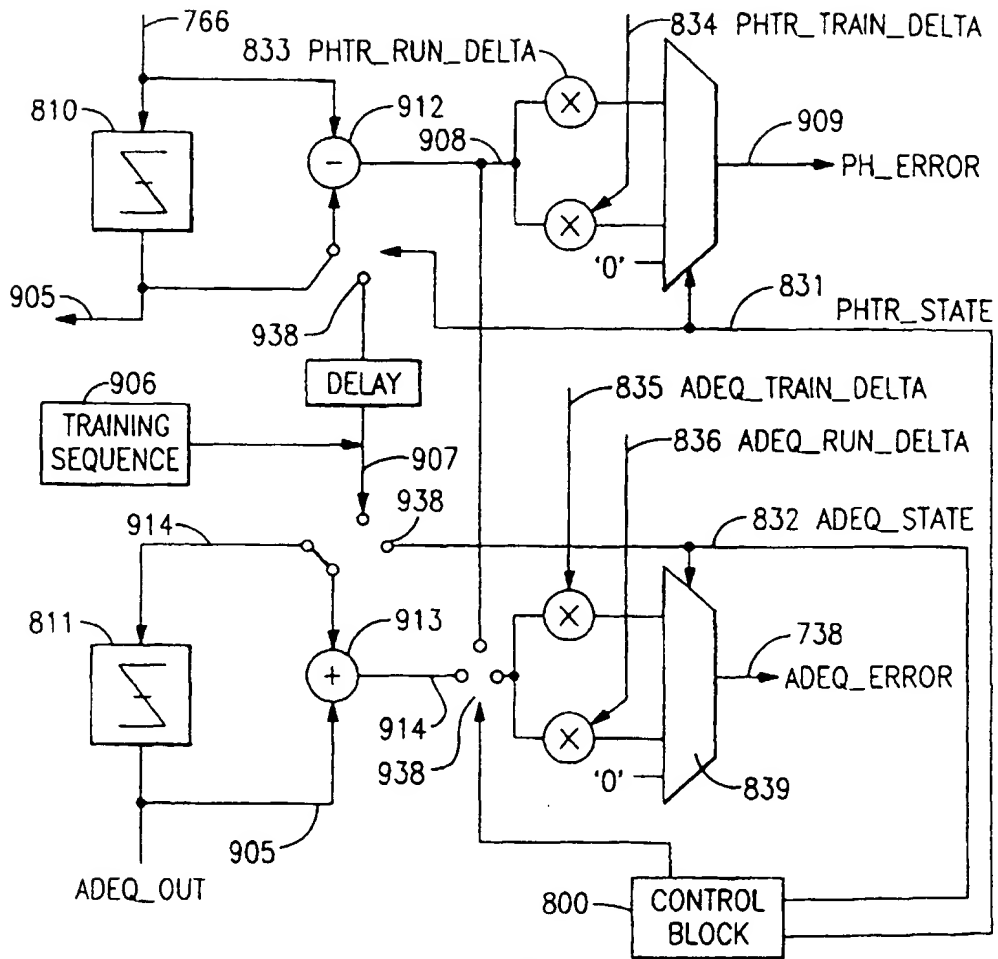 766
833 PHTR_RUN_DELTA
834 PHTR_TRAIN_DELTA
810
912
908
×
909
PH_ERROR
−
×
'0'
905
938
831
PHTR_STATE
DELAY
906
TRAINING
SEQUENCE
835 ADEQ_TRAIN_DELTA
836 ADEQ_RUN_DELTA
907
914
938
832 ADEQ_STATE
811
913
×
738
+
ADEQ_ERROR
914
×
938
'0'
839
905
ADEQ_OUT
800
CONTROL
BLOCK